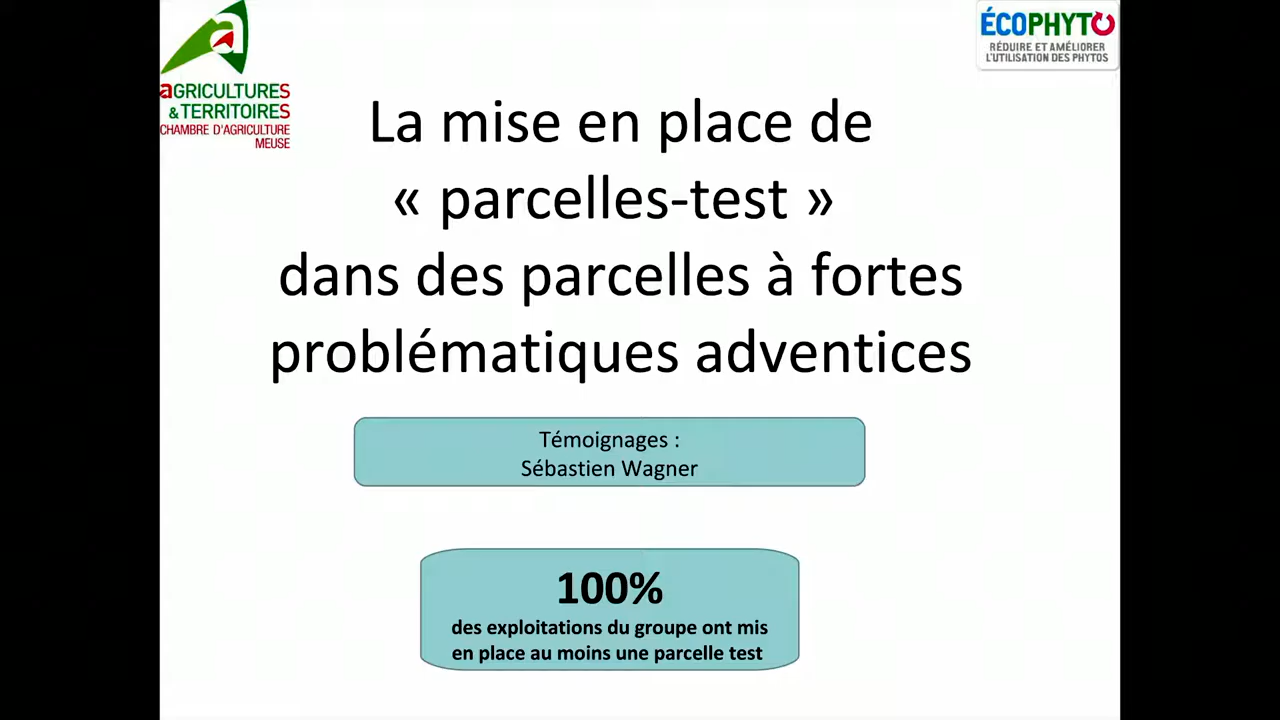 a
AGRICULTURES
& TERRITOIRES
CHAMBRE D'AGRICULTURE
MEUSE
ÉCOPHYTO
RÉDUIRE ET AMÉLIORER
L'UTILISATION DES PHYTOS
La mise en place de
« parcelles-test »
dans des parcelles à fortes
problématiques adventices
Témoignages :
Sébastien Wagner
100%
des exploitations du groupe ont mis
en place au moins une parcelle test